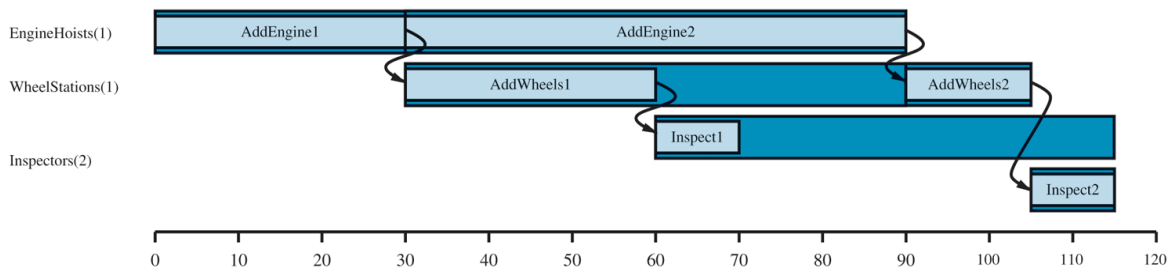 EngineHoists(1)
AddEngine1 AddEngine2
WheelStations(1)
AddWheels1 AddWheels2
Inspect1
Inspectors(2)
Inspect2
0 10 20 30 40 50 60 70 80 90 100 110 120